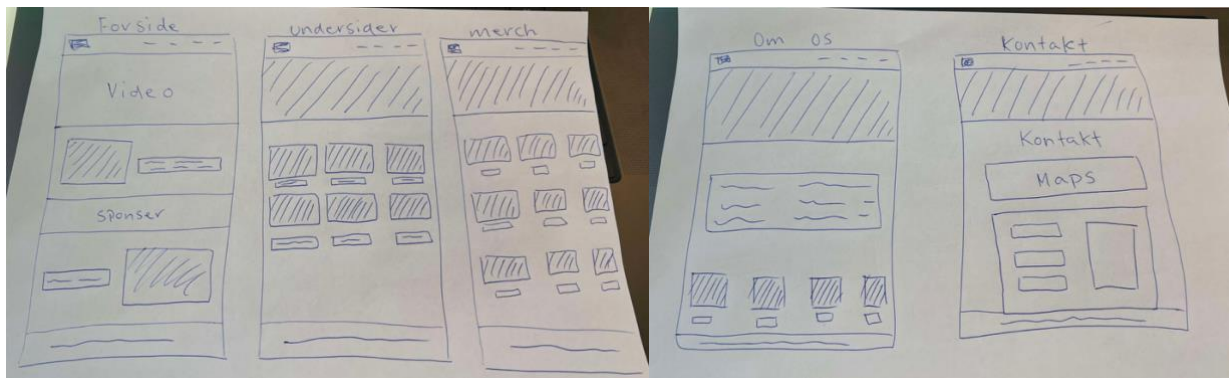 Forside
Video
sponser
undersider
merch
Om os
Kontakt
Kontakt
Maps